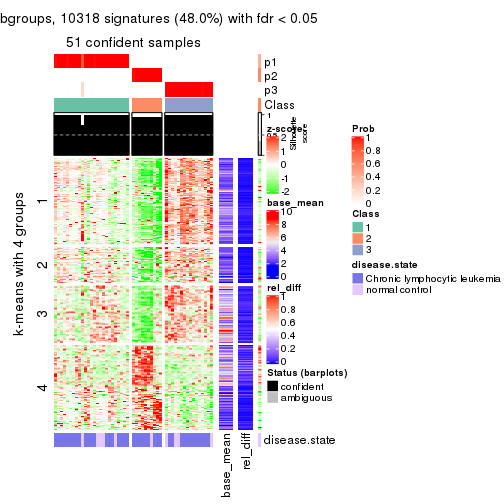 bgroups, 10318 signatures (48.0%) with fdr < 0.05
51 confident samples
p1
p2
p3
Class
1
Silhouette
score
k-means with 4 groups
1
2
3
4
base_mean
rel_diff
disease.state
z-score
2
1
0
-1
-2
base_mean
10
8
6
4
2
0
rel_diff
1
0.8
0.6
0.4
0.2
0
Status (barplots)
confident
ambiguous
Prob
1
0.8
0.6
0.4
0.2
0
Class
1
2
3
disease.state
Chronic lymphocytic leukemia
normal control